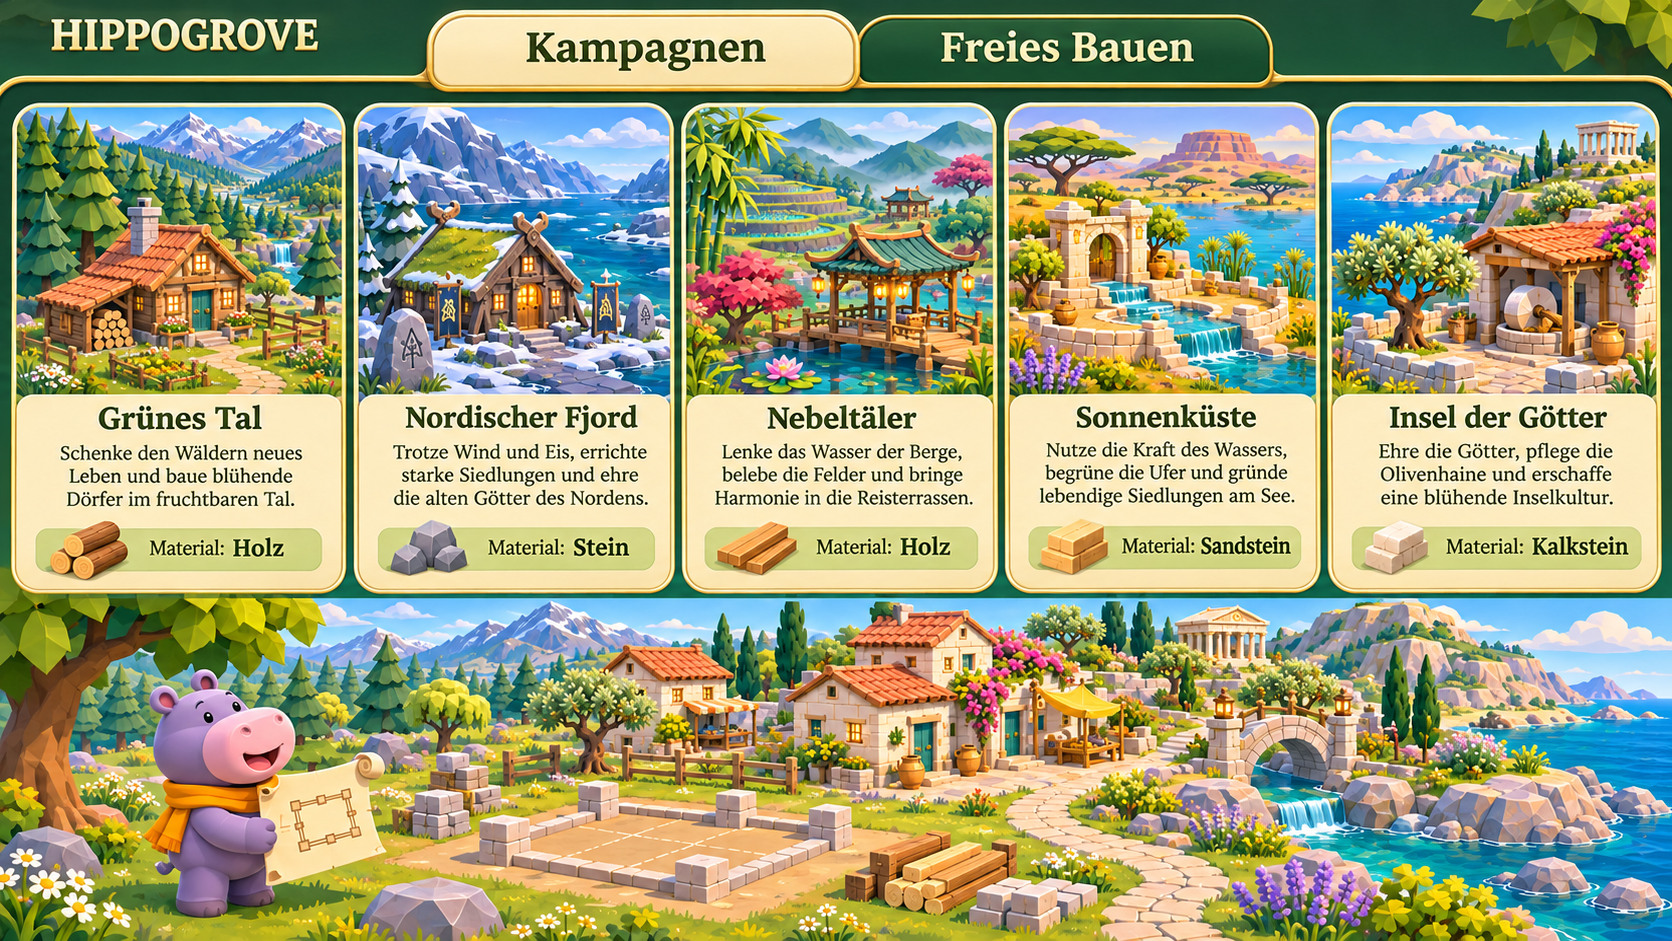 HIPPOGROVE
Kampagnen
Freies Bauen
Grünes Tal
Schenke den Wäldern neues
Leben und baue blühende
Dörfer im fruchtbaren Tal.
Material: Holz
Nordischer Fjord
Trotze Wind und Eis, errichte
starke Siedlungen und ehre
die alten Götter des Nordens.
Material: Stein
Nebeltäler
Lenke das Wasser der Berge,
belebe die Felder und bringe
Harmonie in die Reisterrassen.
Material: Holz
Sonnenküste
Nutze die Kraft des Wassers,
begrüne die Ufer und gründe
lebendige Siedlungen am See.
Material: Sandstein
Insel der Götter
Ehre die Götter, pflege die
Olivenhaine und erschaffe
eine blühende Inselkultur.
Material: Kalkstein